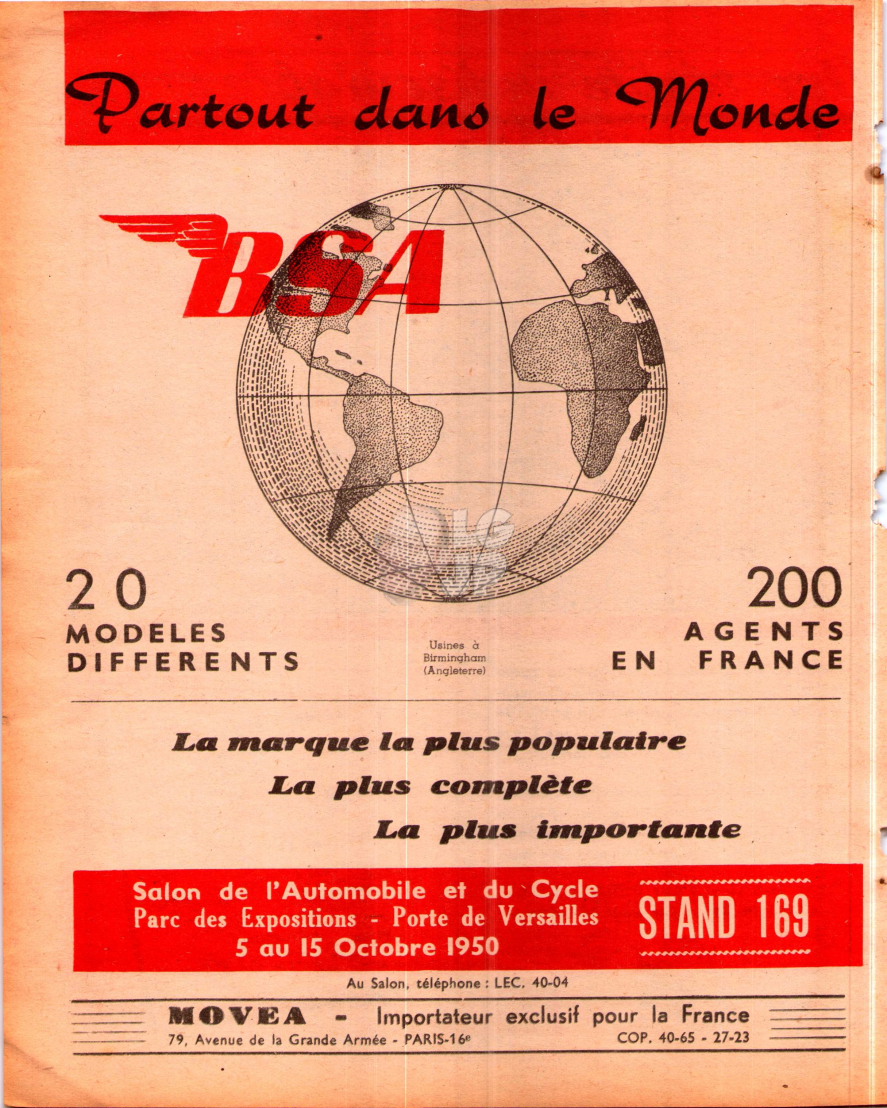 Partout dans le Monde
BSA
LG
VP
20
MODELES
DIFFERENTS
Usines à
Birmingham
(Angleterre)
200
AGENTS
EN FRANCE
La marque la plus populaire
La plus complète
La plus importante
Salon de l'Automobile et du Cycle
Parc des Expositions - Porte de Versailles
5 au 15 Octobre 1950
STAND 169
Au Salon, téléphone : LEC. 40-04
MOVEA - Importateur exclusif pour la France
79, Avenue de la Grande Armée - PARIS-16e
COP. 40-65 - 27-23